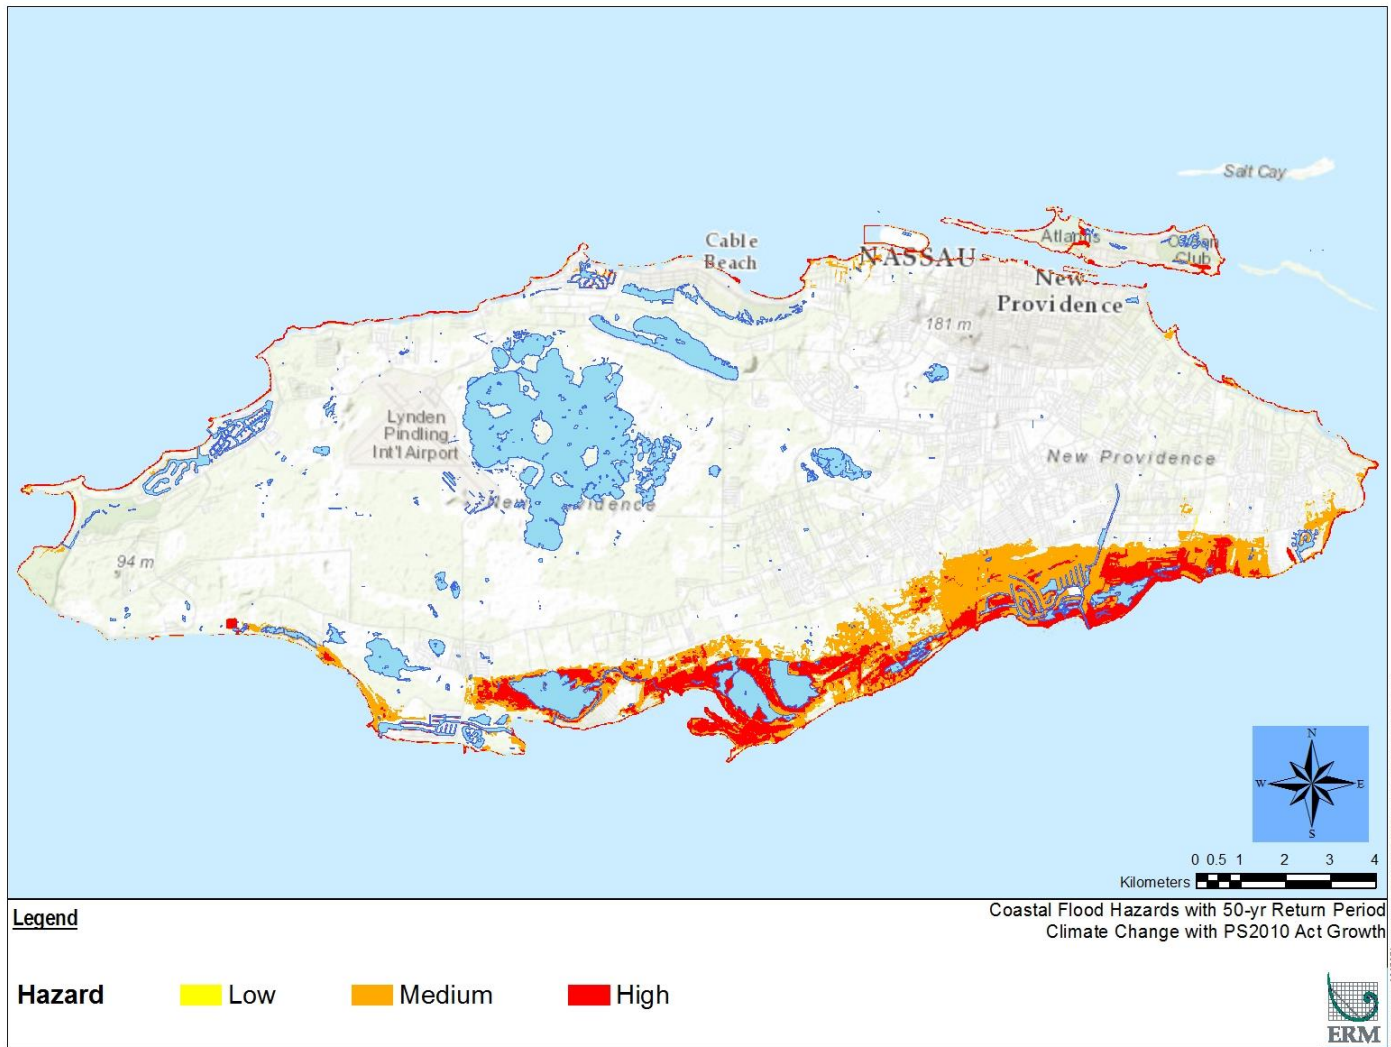 Salt Cay
Cable
Beach
NASSAU
Atlantis
Club
New
Providence
181 m
Lynden
Pindling
Int'l Airport
New Providence
94 m
N
W
E
S
0 0.5 1 2 3 4
Kilometers
Legend
Coastal Flood Hazards with 50-yr Return Period
Climate Change with PS2010 Act Growth
Hazard Low Medium High
ERM